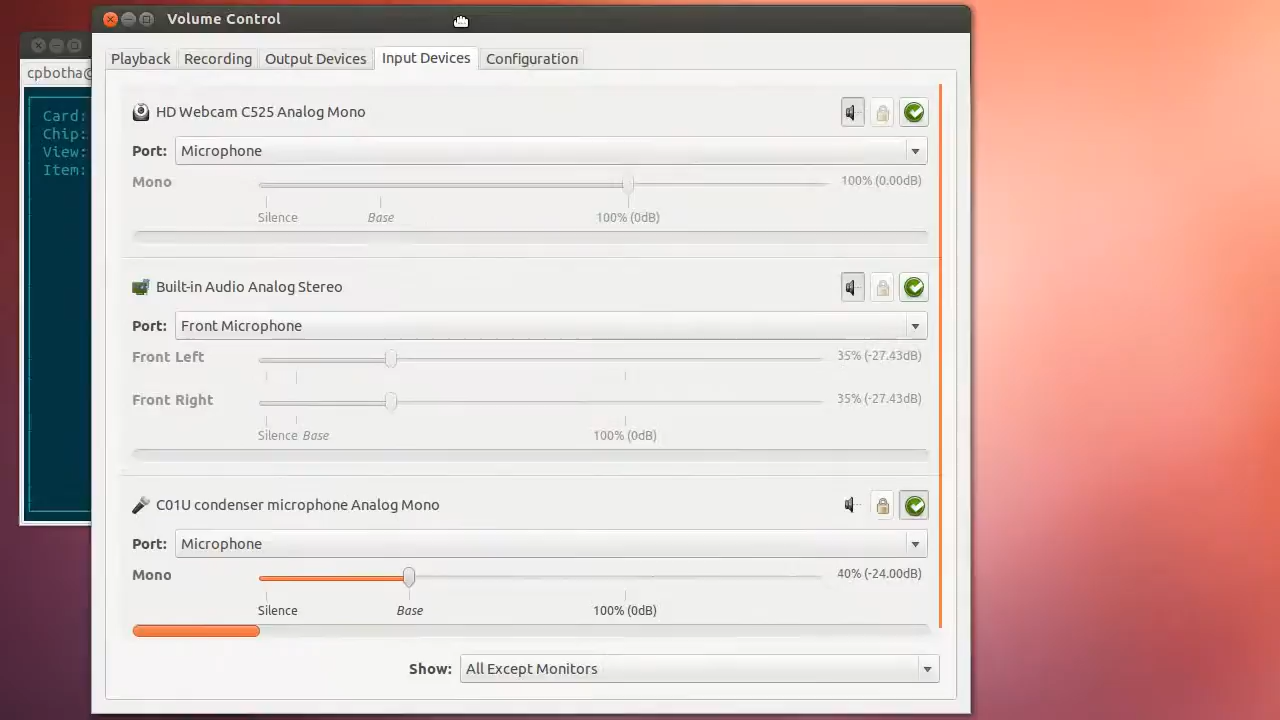 Volume Control
cpbotha@
Playback Recording Output Devices Input Devices Configuration
Card:
Chip:
View:
Item:
HD Webcam C525 Analog Mono
Port: Microphone
Mono 100% (0.00dB)
Silence Base 100% (0dB)
Built-in Audio Analog Stereo
Port: Front Microphone
Front Left 35% (-27.43dB)
Front Right 35% (-27.43dB)
Silence Base 100% (0dB)
C01U condenser microphone Analog Mono
Port: Microphone
Mono 40% (-24.00dB)
Silence Base 100% (0dB)
Show: All Except Monitors